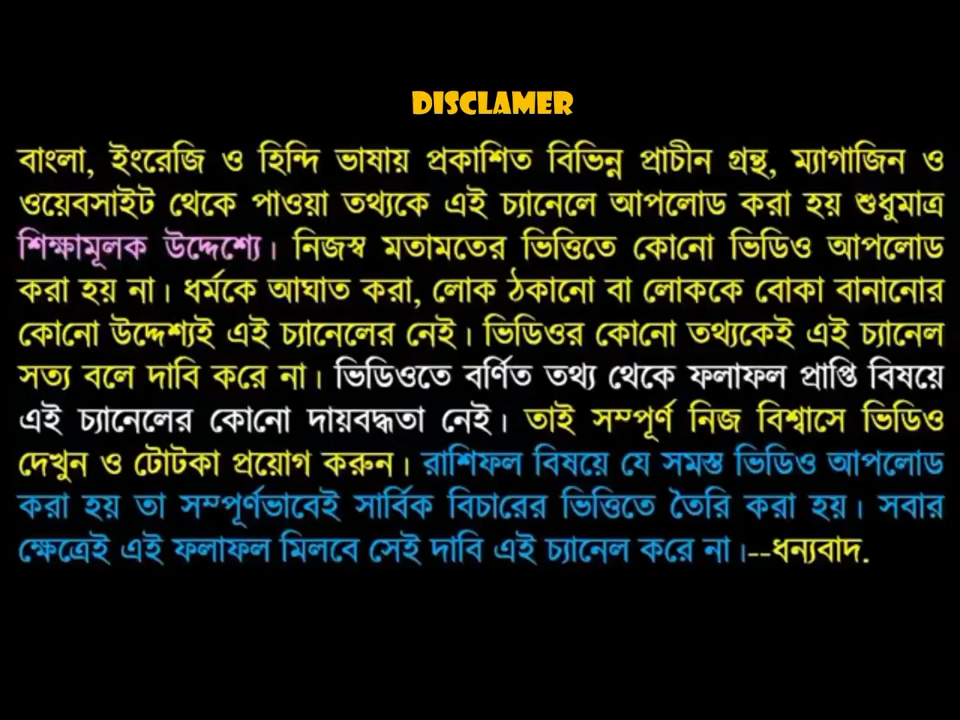 DISCLAMER
বাংলা, ইংরেজি ও হিন্দি ভাষায় প্রকাশিত বিভিন্ন প্রাচীন গ্রন্থ, ম্যাগাজিন ও
ওয়েবসাইট থেকে পাওয়া তথ্যকে এই চ্যানেলে আপলোড করা হয় শুধুমাত্র
শিক্ষামূলক উদ্দেশ্যে। নিজস্ব মতামতের ভিত্তিতে কোনো ভিডিও আপলোড
করা হয় না। ধর্মকে আঘাত করা, লোক ঠকানো বা লোককে বোকা বানানোর
কোনো উদ্দেশ্যই এই চ্যানেলের নেই। ভিডিওর কোনো তথ্যকেই এই চ্যানেল
সত্য বলে দাবি করে না। ভিডিওতে বর্ণিত তথ্য থেকে ফলাফল প্রাপ্তি বিষয়ে
এই চ্যানেলের কোনো দায়বদ্ধতা নেই। তাই সম্পূর্ণ নিজ বিশ্বাসে ভিডিও
দেখুন ও টোটকা প্রয়োগ করুন। রাশিফল বিষয়ে যে সমস্ত ভিডিও আপলোড
করা হয় তা সম্পূর্ণভাবেই সার্বিক বিচারের ভিত্তিতে তৈরি করা হয়। সবার
ক্ষেত্রেই এই ফলাফল মিলবে সেই দাবি এই চ্যানেল করে না।--ধন্যবাদ.